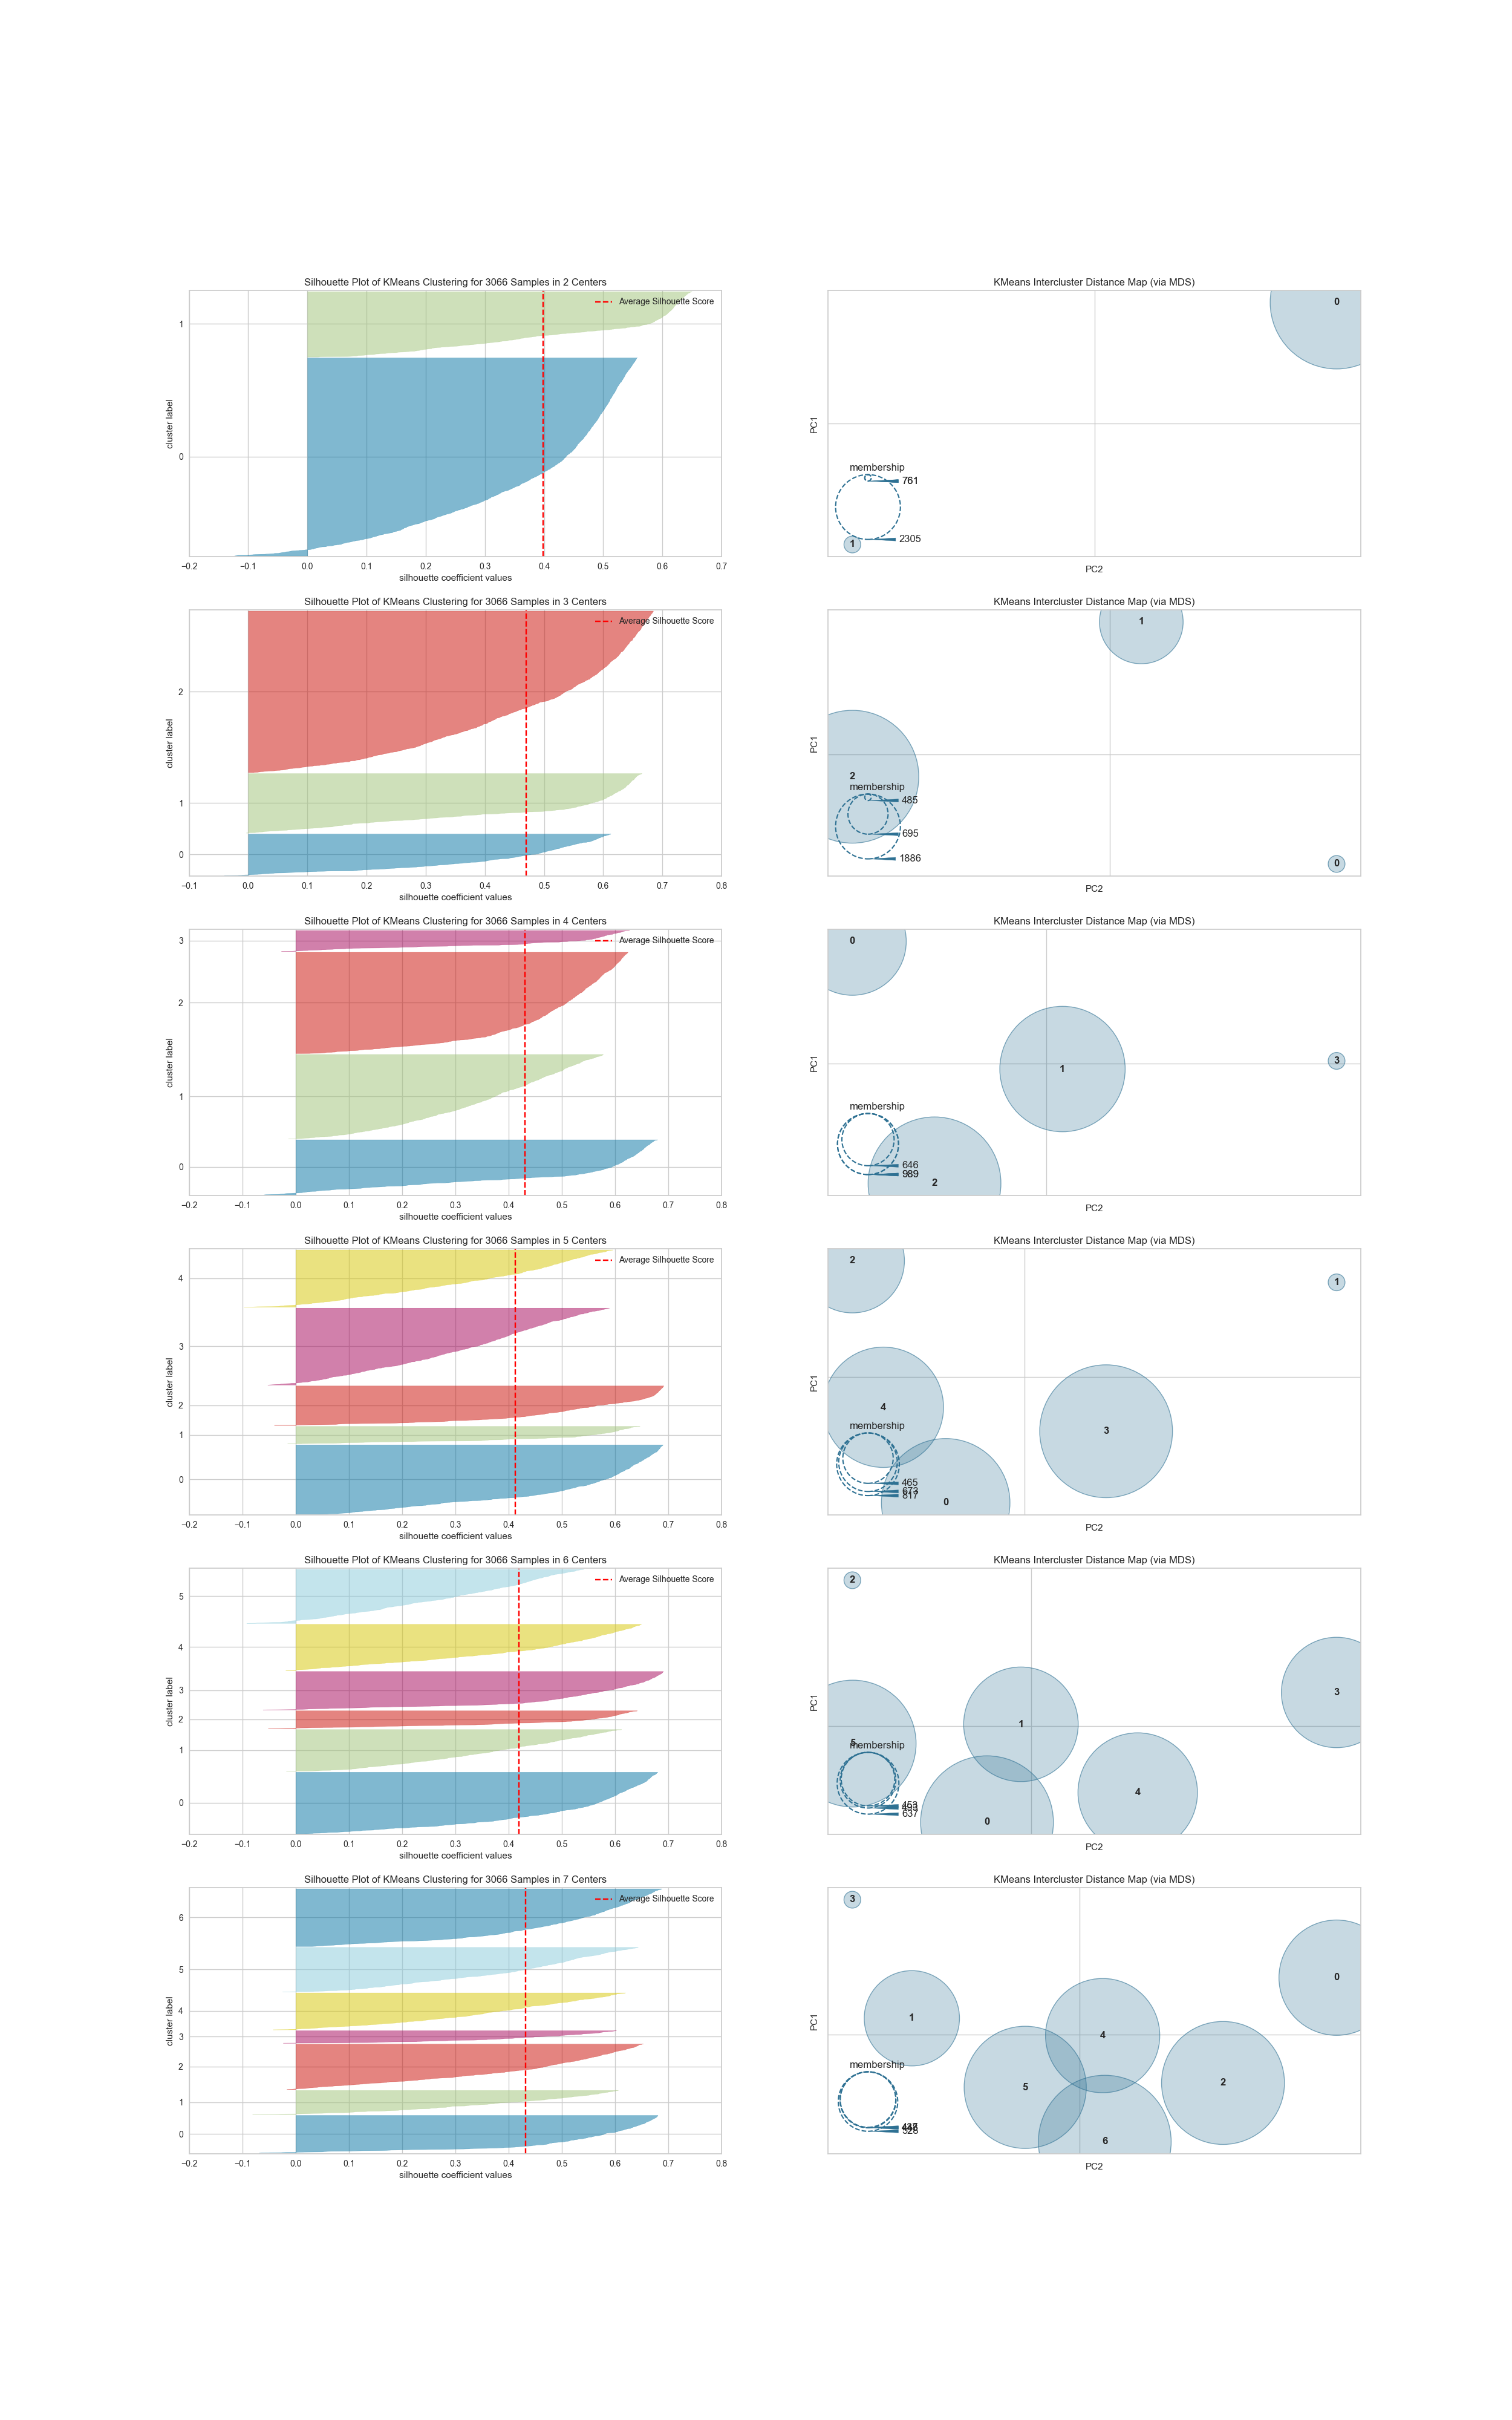 Silhouette Plot of KMeans Clustering for 3066 Samples in 2 Centers
Average Silhouette Score
1
0
cluster label
−0.2 −0.1 0.0 0.1 0.2 0.3 0.4 0.5 0.6 0.7
silhouette coefficient values
KMeans Intercluster Distance Map (via MDS)
0
PC1
membership
761
2305
1
PC2
Silhouette Plot of KMeans Clustering for 3066 Samples in 3 Centers
Average Silhouette Score
2
1
0
cluster label
−0.1 0.0 0.1 0.2 0.3 0.4 0.5 0.6 0.7 0.8
silhouette coefficient values
KMeans Intercluster Distance Map (via MDS)
1
PC1
2
membership
485
695
1886
0
PC2
Silhouette Plot of KMeans Clustering for 3066 Samples in 4 Centers
Average Silhouette Score
3
2
1
0
cluster label
−0.2 −0.1 0.0 0.1 0.2 0.3 0.4 0.5 0.6 0.7 0.8
silhouette coefficient values
KMeans Intercluster Distance Map (via MDS)
0
3
1
PC1
membership
646
989
2
PC2
Silhouette Plot of KMeans Clustering for 3066 Samples in 5 Centers
Average Silhouette Score
4
3
2
1
0
cluster label
−0.2 −0.1 0.0 0.1 0.2 0.3 0.4 0.5 0.6 0.7 0.8
silhouette coefficient values
KMeans Intercluster Distance Map (via MDS)
2
1
PC1
4
3
membership
465
673
817
0
PC2
Silhouette Plot of KMeans Clustering for 3066 Samples in 6 Centers
Average Silhouette Score
5
4
3
2
1
0
cluster label
−0.2 −0.1 0.0 0.1 0.2 0.3 0.4 0.5 0.6 0.7 0.8
silhouette coefficient values
KMeans Intercluster Distance Map (via MDS)
2
3
PC1
1
5
membership
4
637
0
PC2
Silhouette Plot of KMeans Clustering for 3066 Samples in 7 Centers
Average Silhouette Score
6
5
4
3
2
1
0
cluster label
−0.2 −0.1 0.0 0.1 0.2 0.3 0.4 0.5 0.6 0.7 0.8
silhouette coefficient values
KMeans Intercluster Distance Map (via MDS)
3
0
1
PC1
4
membership
5
2
6
PC2